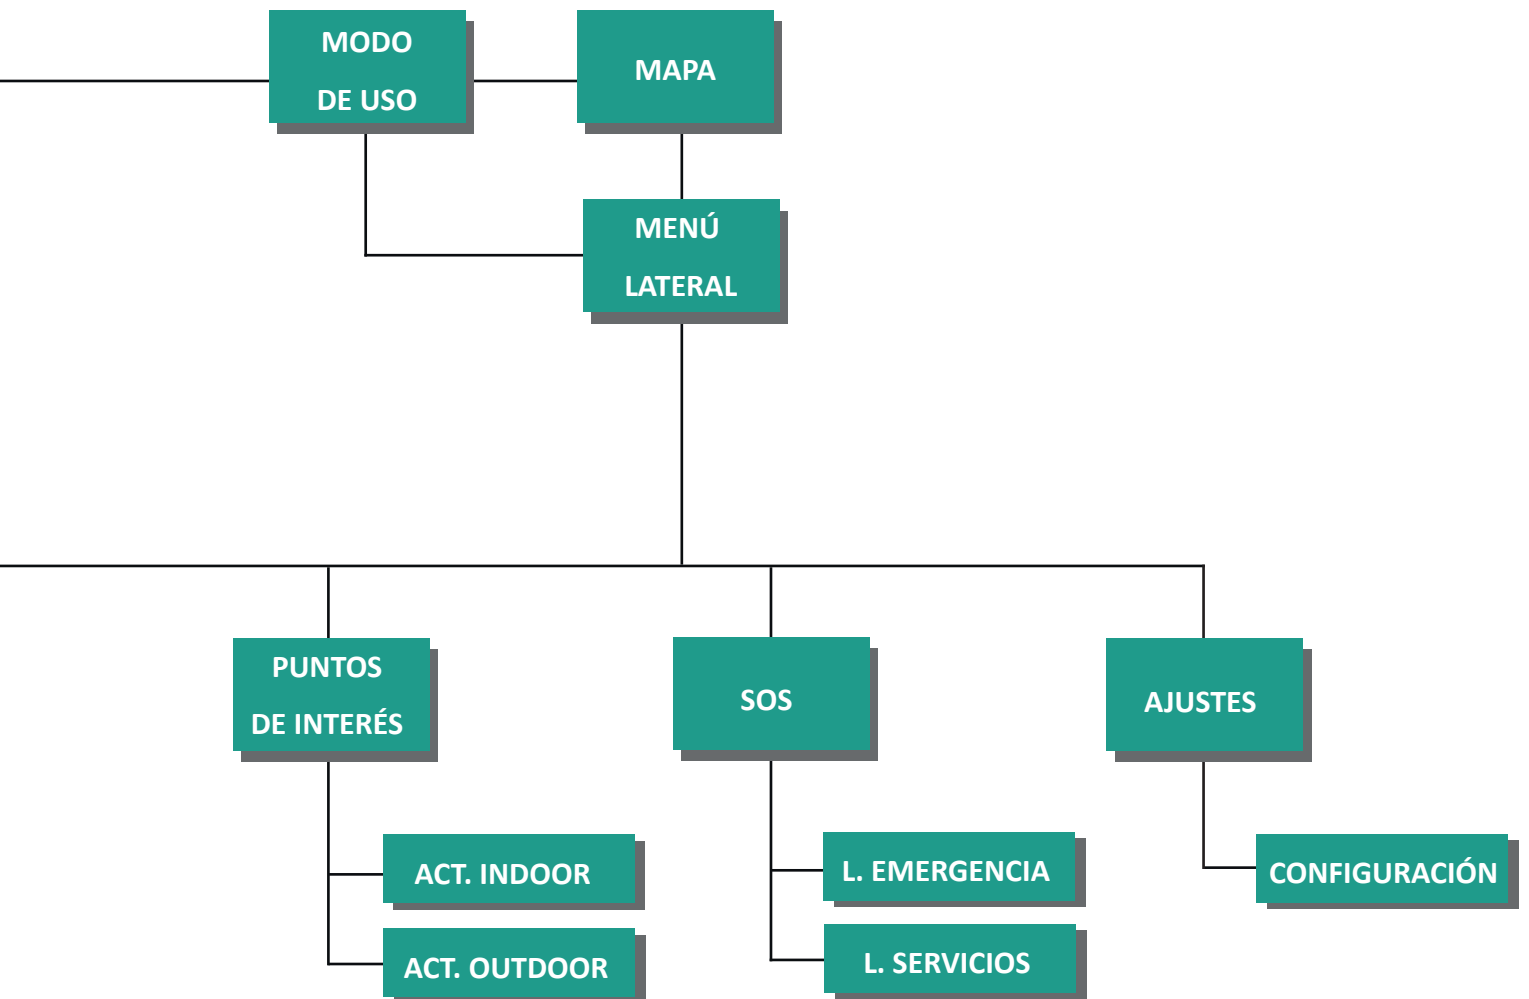 MODO
DE USO
MAPA
MENÚ
LATERAL
PUNTOS
DE INTERÉS
SOS
AJUSTES
ACT. INDOOR
L. EMERGENCIA
CONFIGURACIÓN
ACT. OUTDOOR
L. SERVICIOS